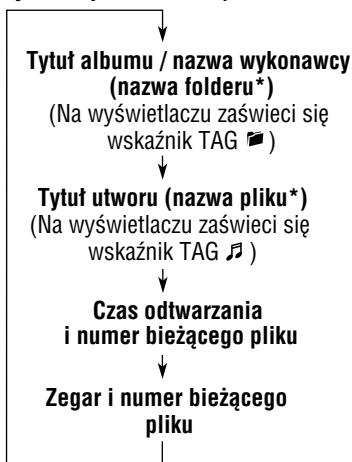 Tytuł albumu / nazwa wykonawcy
(nazwa folderu*)
(Na wyświetlaczu zaświeci się
wskaźnik TAG )
Tytuł utworu (nazwa pliku*)
(Na wyświetlaczu zaświeci się
wskaźnik TAG ♫ )
Czas odtwarzania
i numer bieżącego pliku
Zegar i numer bieżącego
pliku